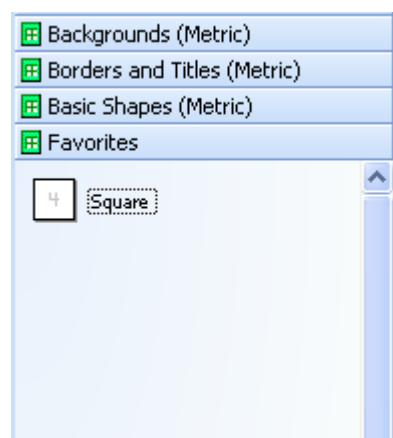 Backgrounds (Metric)
Borders and Titles (Metric)
Basic Shapes (Metric)
Favorites
4 Square